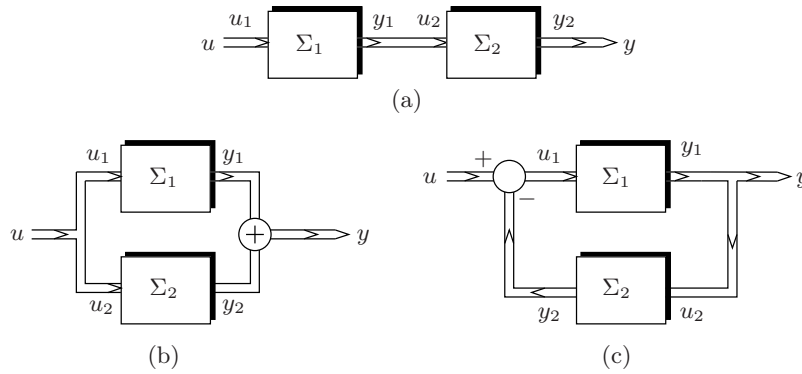 u u₁ Σ₁ y₁ u₂ Σ₂ y₂ y
(a)
u u₁ Σ₁ y₁ u₂ Σ₂ y₂ + y
(b)
u + − u₁ Σ₁ y₁ y
y₂ Σ₂ u₂
(c)